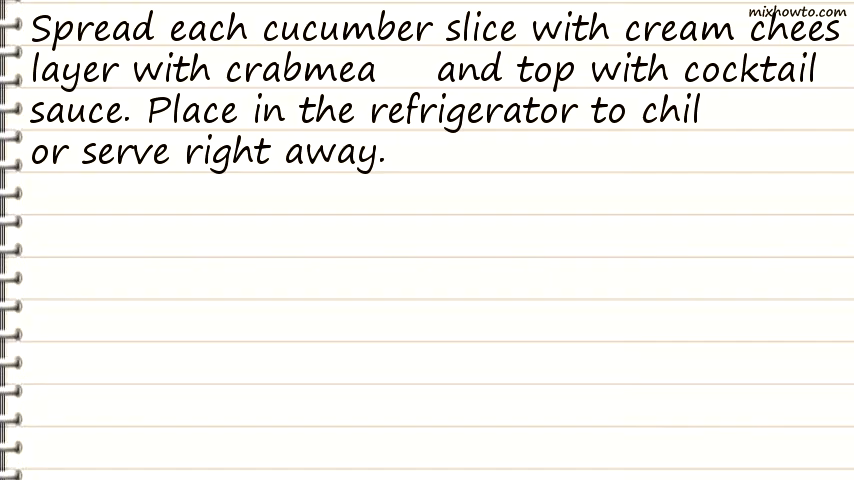 mixhowto.com
Spread each cucumber slice with cream chees
layer with crabmea and top with cocktail
sauce. Place in the refrigerator to chil
or serve right away.